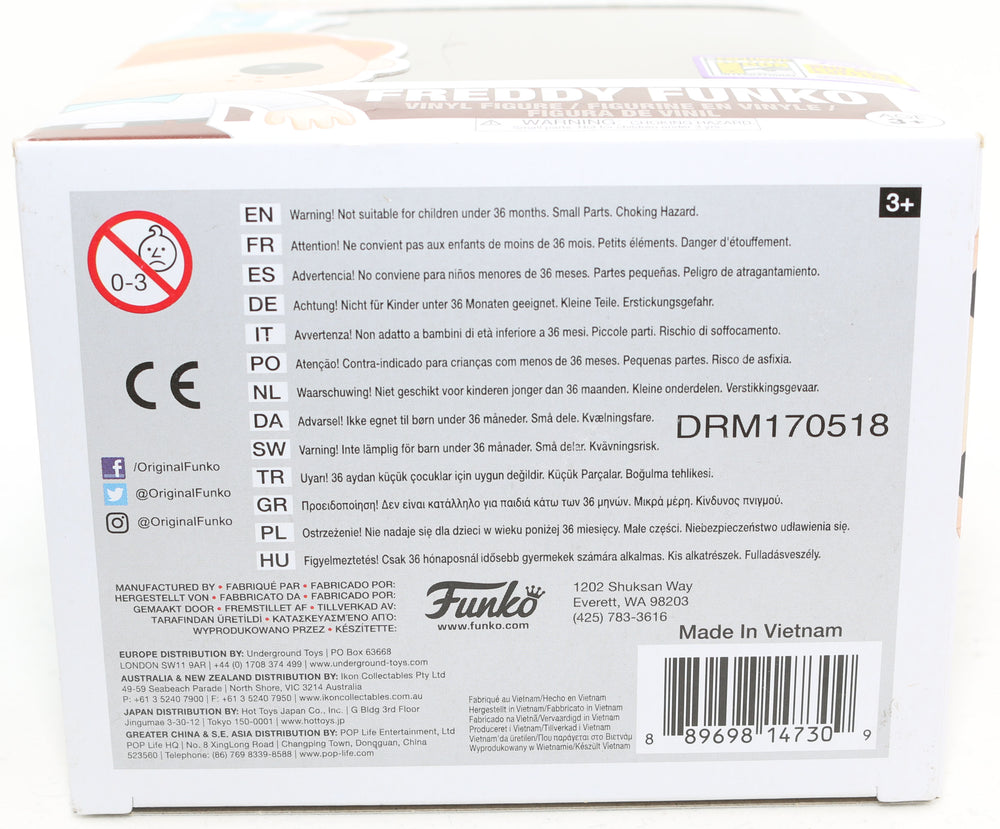 FREDDY FUNKO
VINYL FIGURE / FIGURINE EN VINYLE /
FIGURA DE VINIL
WARNING: CHOKING HAZARD
3+
0-3
EN Warning! Not suitable for children under 36 months. Small Parts. Choking Hazard.
FR Attention! Ne convient pas aux enfants de moins de 36 mois. Petits éléments. Danger d'étouffement.
ES Advertencia! No conviene para niños menores de 36 meses. Partes pequeñas. Peligro de atragantamiento.
DE Achtung! Nicht für Kinder unter 36 Monaten geeignet. Kleine Teile. Erstickungsgefahr.
IT Avvertenza! Non adatto a bambini di età inferiore a 36 mesi. Piccole parti. Rischio di soffocamento.
PO Atenção! Contra-indicado para crianças com menos de 36 meses. Pequenas partes. Risco de asfixia.
NL Waarschuwing! Niet geschikt voor kinderen jonger dan 36 maanden. Kleine onderdelen. Verstikkingsgevaar.
DA Advarsel! Ikke egnet til børn under 36 måneder. Små dele. Kvælningsfare.
SW Varning! Inte lämplig för barn under 36 månader. Små delar. Kvävningsrisk.
TR Uyarı! 36 aydan küçük çocuklar için uygun değildir. Küçük Parçalar. Boğulma tehlikesi.
GR Προειδοποίηση! Δεν είναι κατάλληλο για παιδιά κάτω των 36 μηνών. Μικρά μέρη. Κίνδυνος πνιγμού.
PL Ostrzeżenie! Nie nadaje się dla dzieci w wieku poniżej 36 miesięcy. Małe części. Niebezpieczeństwo udławienia się.
HU Figyelmeztetés! Csak 36 hónaposnál idősebb gyermekek számára alkalmas. Kis alkatrészek. Fulladásveszély.
CE
DRM170518
/OriginalFunko
@OriginalFunko
@OriginalFunko
MANUFACTURED BY • FABRIQUÉ PAR • FABRICADO POR:
HERGESTELLT VON • FABBRICATO DA • FABRICADO POR:
GEMAAKT DOOR • FREMSTILLET AF • TILLVERKAD AV:
TARAFINDAN ÜRETİLDİ • ΚΑΤΑΣΚΕΥΑΣΜΈΝΟ ΑΠΌ:
WYPRODUKOWANO PRZEZ • KÉSZÍTETTE:
Funko
www.funko.com
1202 Shuksan Way
Everett, WA 98203
(425) 783-3616
Made In Vietnam
EUROPE DISTRIBUTION BY: Underground Toys | PO Box 63668
LONDON SW11 9AR | +44 (0) 1708 374 499 | www.underground-toys.com
AUSTRALIA & NEW ZEALAND DISTRIBUTION BY: Ikon Collectables Pty Ltd
49-59 Seabeach Parade | North Shore, VIC 3214 Australia
P: +61 3 5240 7900 | F: +61 3 5240 7950 | www.ikoncollectables.com.au
JAPAN DISTRIBUTION BY: Hot Toys Japan Co., Inc. | G Bldg 3rd Floor
Jingumae 3-30-12 | Tokyo 150-0001 | www.hottoys.jp
GREATER CHINA & S.E. ASIA DISTRIBUTION BY: POP Life Entertainment, Ltd
POP Life HQ | No. 8 XingLong Road | Changping Town, Dongguan, China
523560 | Telephone: (86) 769 8339-8588 | www.pop-life.com
Fabriqué au Vietnam/Hecho en Vietnam
Hergestellt in Vietnam/Fabbricato in Vietnam
Fabricado na Vietnã/Vervaardigd in Vietnam
Produceret i Vietnam/Tillverkad i Vietnam
Vietnam'da üretilen/Που παράγεται στο Βιετνάμ
Wyprodukowany w Wietnamie/Készült Vietnam
8 89698 14730 9